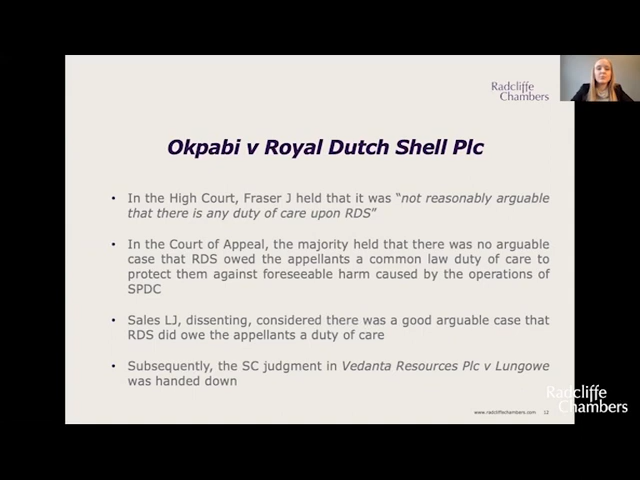 Radcliffe
Chambers
Okpabi v Royal Dutch Shell Plc
• In the High Court, Fraser J held that it was “not reasonably arguable
that there is any duty of care upon RDS”
• In the Court of Appeal, the majority held that there was no arguable
case that RDS owed the appellants a common law duty of care to
protect them against foreseeable harm caused by the operations of
SPDC
• Sales LJ, dissenting, considered there was a good arguable case that
RDS did owe the appellants a duty of care
• Subsequently, the SC judgment in Vedanta Resources Plc v Lungowe
was handed down
www.radcliffechambers.com 12
Radcliffe
Chambers